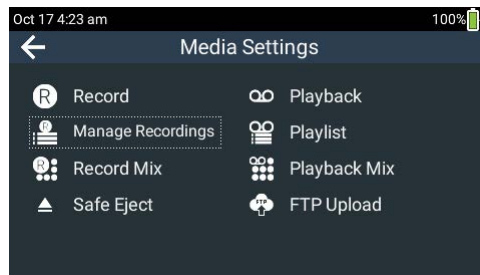 Oct 17 4:23 am 100%
Media Settings
R Record
Playback
R Manage Recordings
Playlist
R Record Mix
Playback Mix
Safe Eject
FTP FTP Upload